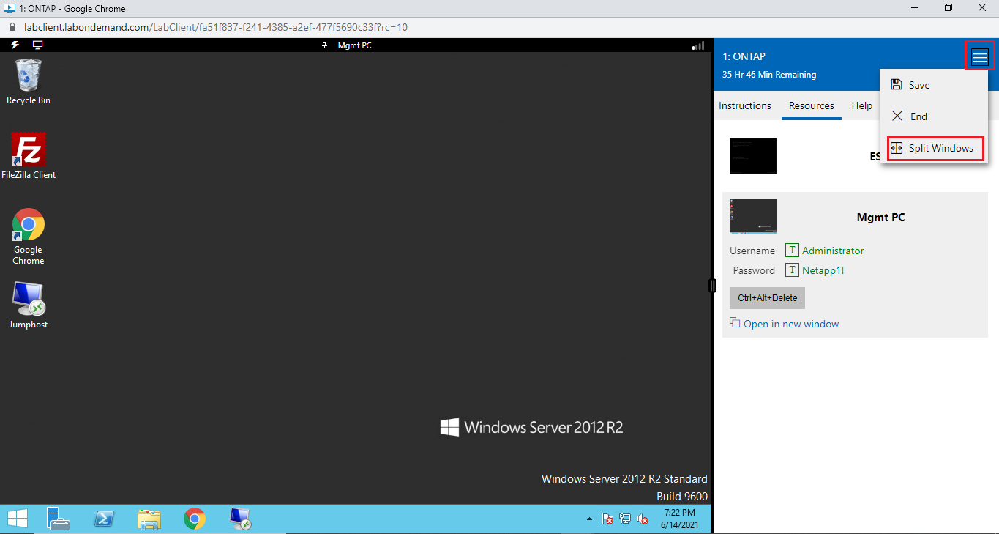 1: ONTAP - Google Chrome
labclient.labondemand.com/LabClient/fa51f837-f241-4385-a2ef-477f5690c33f?rc=10
Mgmt PC
Recycle Bin
FileZilla Client
Google
Chrome
Jumphost
Windows Server 2012 R2
Windows Server 2012 R2 Standard
Build 9600
7:22 PM
6/14/2021
1: ONTAP
35 Hr 46 Min Remaining
Save
End
Split Windows
Instructions Resources Help
ES
Mgmt PC
Username T Administrator
Password T Netapp1!
Ctrl+Alt+Delete
Open in new window